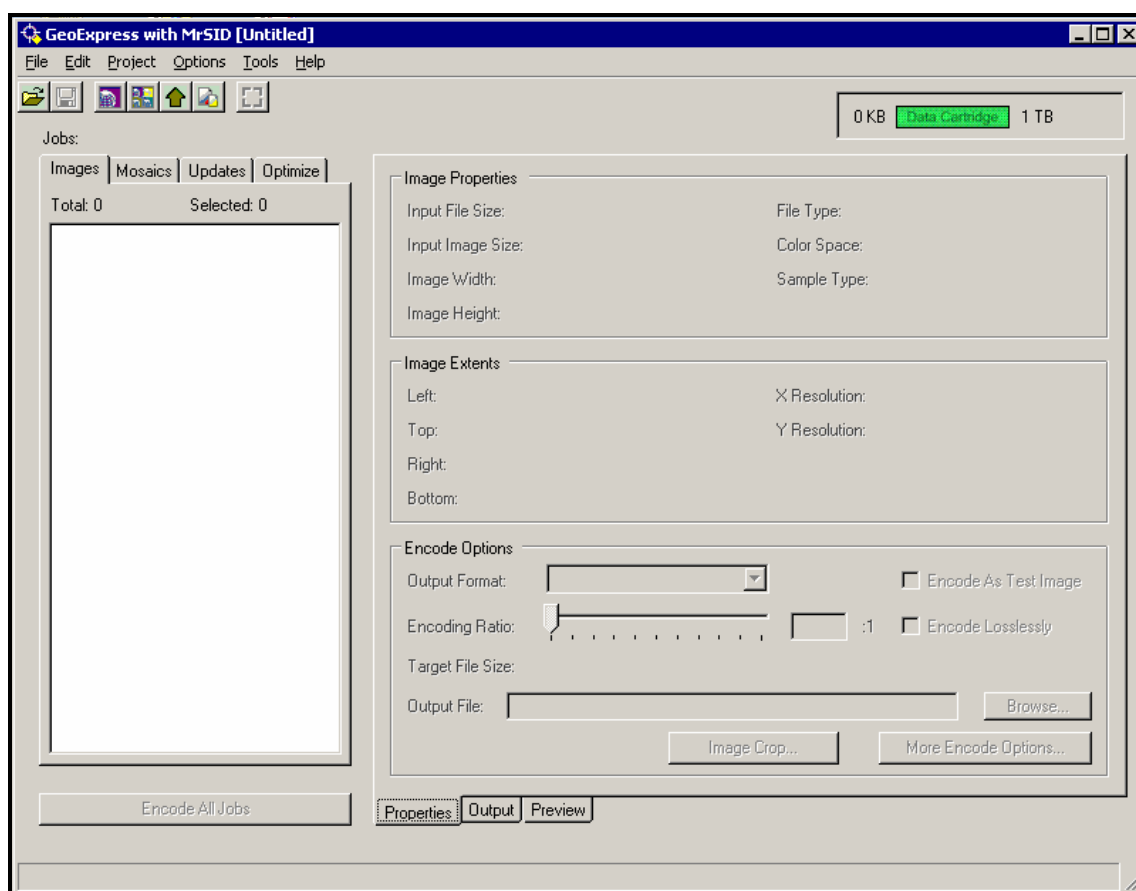 GeoExpress with MrSID [Untitled]
File Edit Project Options Tools Help
0 KB Data Cartridge 1 TB
Jobs:
Images Mosaics Updates Optimize
Total: 0 Selected: 0
Image Properties
Input File Size: File Type:
Input Image Size: Color Space:
Image Width: Sample Type:
Image Height:
Image Extents
Left: X Resolution:
Top: Y Resolution:
Right:
Bottom:
Encode Options
Output Format: Encode As Test Image
Encoding Ratio: :1 Encode Losslessly
Target File Size:
Output File: Browse...
Image Crop... More Encode Options...
Encode All Jobs
Properties Output Preview